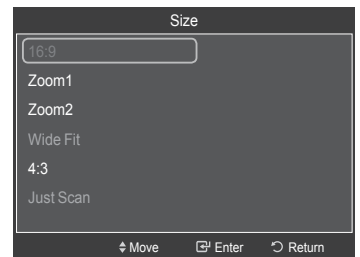 Size
16:9
Zoom1
Zoom2
Wide Fit
4:3
Just Scan
Move Enter Return